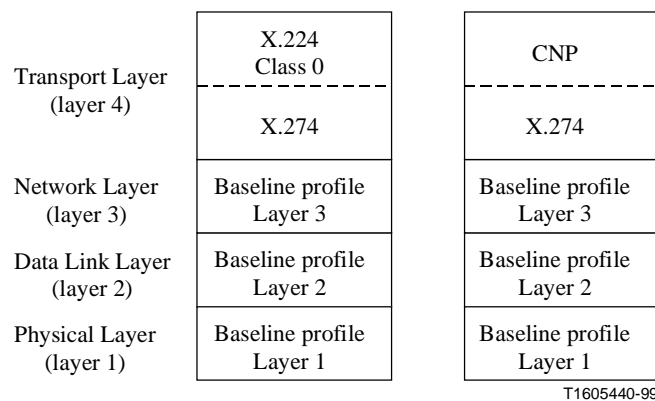 Transport Layer
(layer 4)
X.224
Class 0
X.274
CNP
X.274
Network Layer
(layer 3)
Baseline profile
Layer 3
Baseline profile
Layer 3
Data Link Layer
(layer 2)
Baseline profile
Layer 2
Baseline profile
Layer 2
Physical Layer
(layer 1)
Baseline profile
Layer 1
Baseline profile
Layer 1
T1605440-99